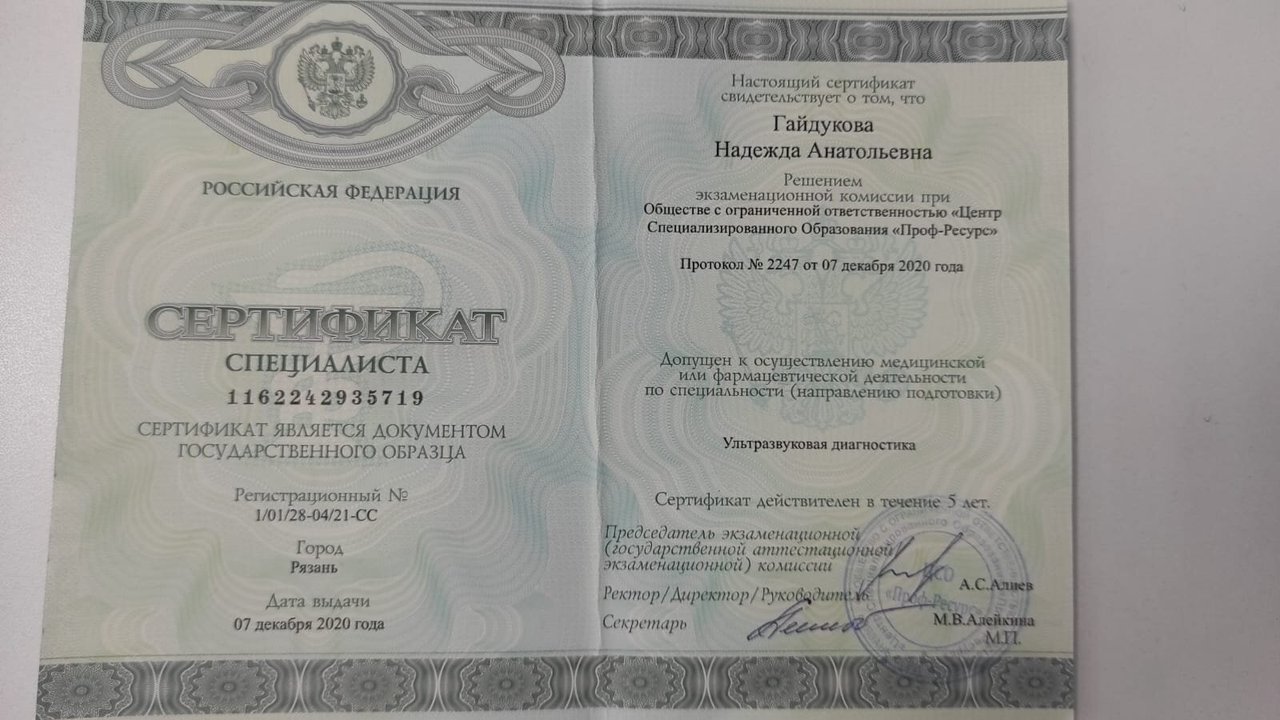 РОССИЙСКАЯ ФЕДЕРАЦИЯ
СЕРТИФИКАТ
СПЕЦИАЛИСТА
1162242935719
СЕРТИФИКАТ ЯВЛЯЕТСЯ ДОКУМЕНТОМ
ГОСУДАРСТВЕННОГО ОБРАЗЦА
Регистрационный №
1/01/28-04/21-СС
Город
Рязань
Дата выдачи
07 декабря 2020 года
Настоящий сертификат
свидетельствует о том, что
Гайдукова
Надежда Анатольевна
Решением
экзаменационной комиссии при
Обществе с ограниченной ответственностью «Центр
Специализированного Образования «Проф-Ресурс»
Протокол № 2247 от 07 декабря 2020 года
Допущен к осуществлению медицинской
или фармацевтической деятельности
по специальности (направлению подготовки)
Ультразвуковая диагностика
Сертификат действителен в течение 5 лет.
Председатель экзаменационной
(государственной аттестационной
экзаменационной) комиссии
А.С.Алиев
Ректор/Директор/Руководитель
Секретарь
М.В.Алейкина
М.П.
ЦСО
«Проф-Ресурс»